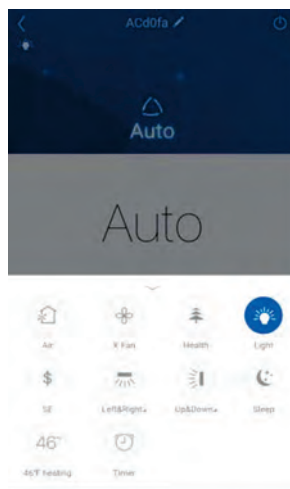 ACd0fa
Auto
Auto
Air X Fan Health Light
$
SE Left&Right Up&Down Sleep
46°
46℉ heating Timer